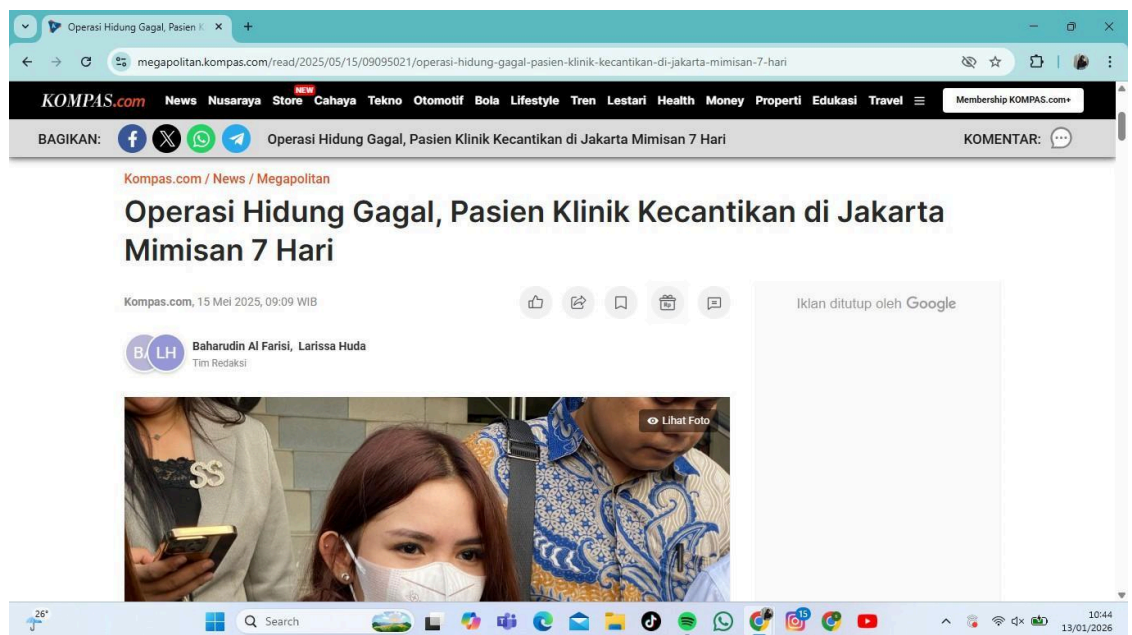 Operasi Hidung Gagal, Pasien K
megapolitan.kompas.com/read/2025/05/15/09095021/operasi-hidung-gagal-pasien-klinik-kecantikan-di-jakarta-mimisan-7-hari
KOMPAS.com News Nusaraya Store NEW Cahaya Tekno Otomotif Bola Lifestyle Tren Lestari Health Money Properti Edukasi Travel Membership KOMPAS.com+
BAGIKAN: Operasi Hidung Gagal, Pasien Klinik Kecantikan di Jakarta Mimisan 7 Hari KOMENTAR:
Kompas.com / News / Megapolitan
Operasi Hidung Gagal, Pasien Klinik Kecantikan di Jakarta
Mimisan 7 Hari
Kompas.com, 15 Mei 2025, 09:09 WIB
Rp
Iklan ditutup oleh Google
B/ LH Baharudin Al Farisi, Larissa Huda
Tim Redaksi
Lihat Foto
SS
26°
Search
15
10:44
13/01/2026